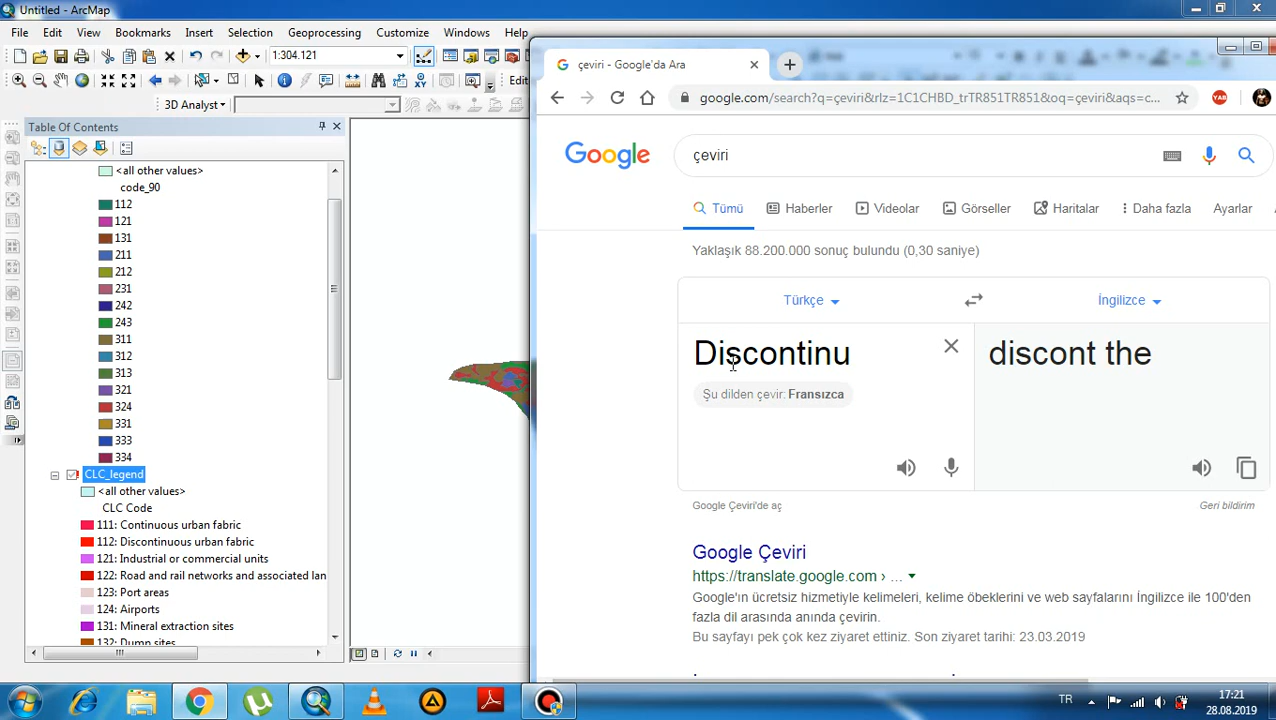 Untitled - ArcMap
File Edit View Bookmarks Insert Selection Geoprocessing Customize Windows Help
1:304.121
Edi
3D Analyst
Table Of Contents
<all other values>
code_90
112
121
131
211
212
231
242
243
311
312
313
321
324
331
333
334
CLC_legend
<all other values>
CLC Code
111: Continuous urban fabric
112: Discontinuous urban fabric
121: Industrial or commercial units
122: Road and rail networks and associated lan
123: Port areas
124: Airports
131: Mineral extraction sites
132: Dump sites
çeviri - Google'da Ara
google.com/search?q=çeviri&rlz=1C1CHBD_trTR851TR851&oq=çeviri&aqs=c...
YAB
Google
çeviri
Tümü Haberler Videolar Görseller Haritalar Daha fazla Ayarlar
Yaklaşık 88.200.000 sonuç bulundu (0,30 saniye)
Türkçe İngilizce
Discontinu discont the
Şu dilden çevir: Fransızca
Google Çeviri'de aç Geri bildirim
Google Çeviri
https://translate.google.com › ...
Google'ın ücretsiz hizmetiyle kelimeleri, kelime öbeklerini ve web sayfalarını İngilizce ile 100'den
fazla dil arasında anında çevirin.
Bu sayfayı pek çok kez ziyaret ettiniz. Son ziyaret tarihi: 23.03.2019
TR
17:21
28.08.2019